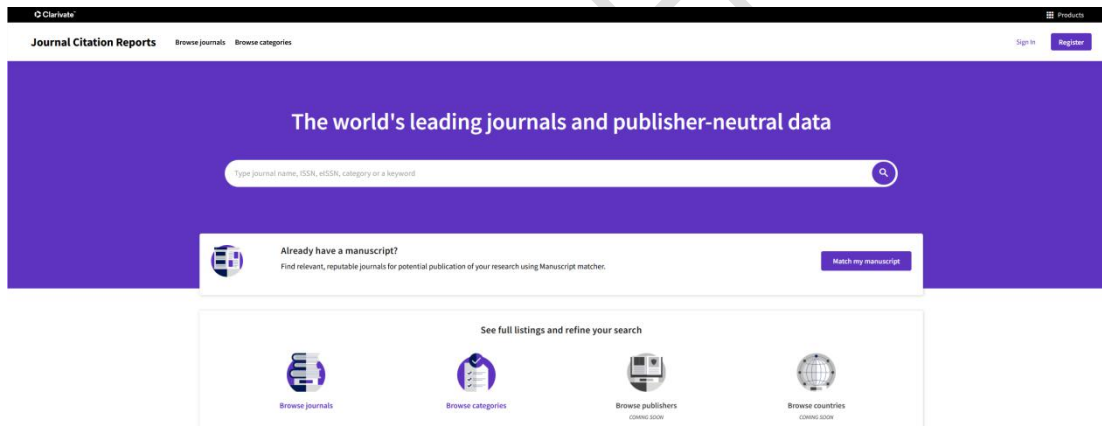 Clarivate™
Products
Journal Citation Reports Browse journals Browse categories
Sign In Register
The world's leading journals and publisher-neutral data
Type journal name, ISSN, eISSN, category or a keyword
Already have a manuscript?
Find relevant, reputable journals for potential publication of your research using Manuscript matcher.
Match my manuscript
See full listings and refine your search
Browse journals Browse categories Browse publishers Browse countries
COMING SOON COMING SOON